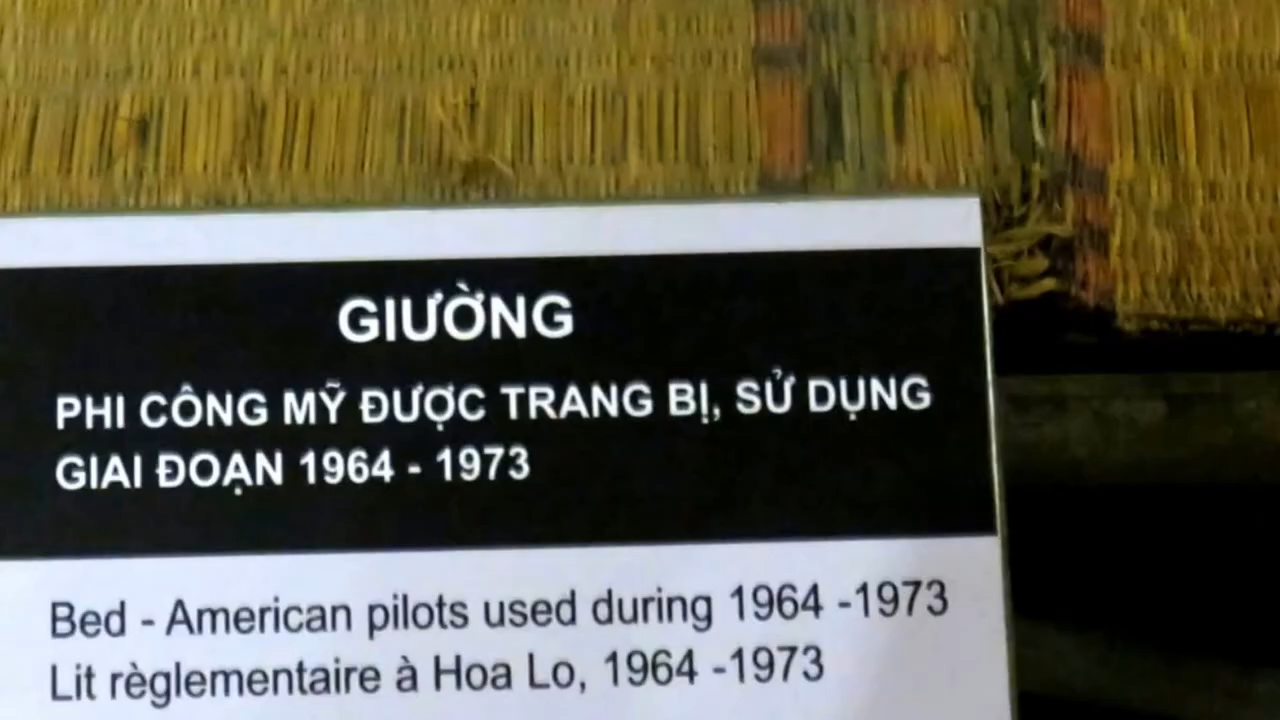 GIƯỜNG
PHI CÔNG MỸ ĐƯỢC TRANG BỊ, SỬ DỤNG
GIAI ĐOẠN 1964 - 1973
Bed - American pilots used during 1964 -1973
Lit règlementaire à Hoa Lo, 1964 -1973